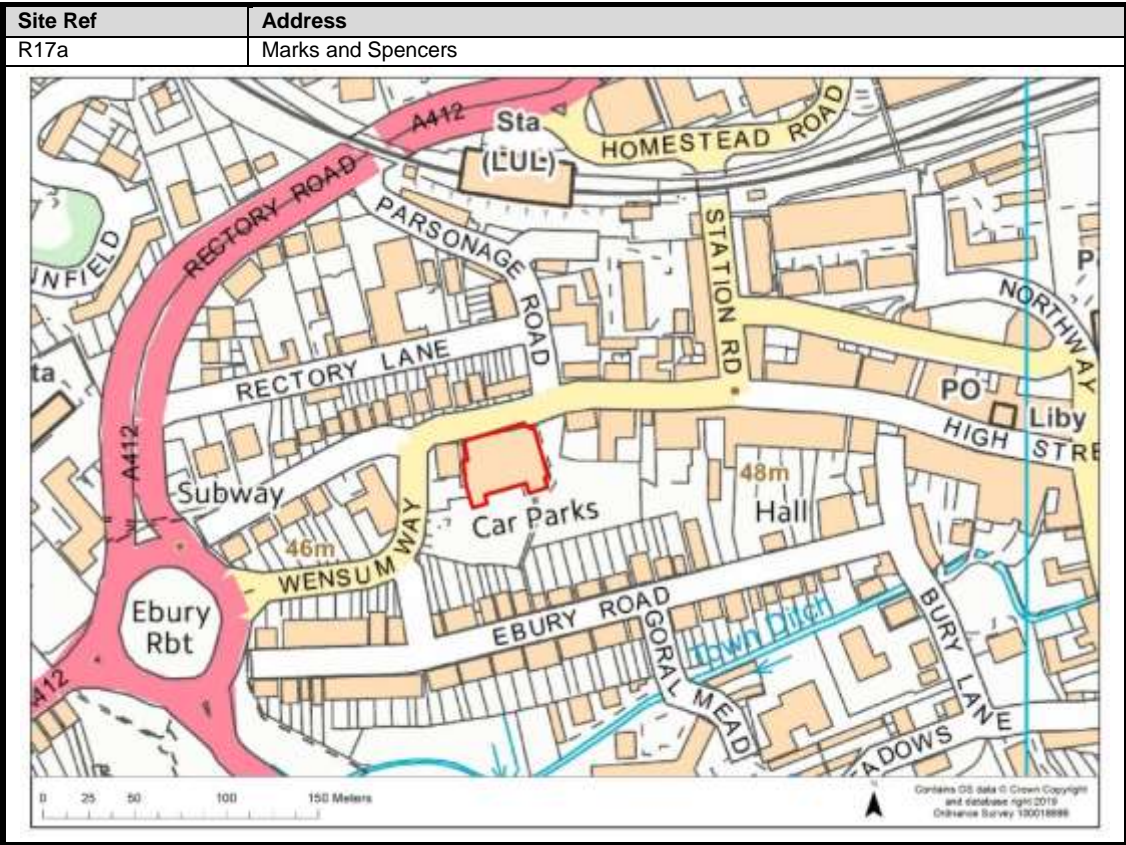 Site Ref Address
R17a Marks and Spencers
A412
Sta
(LUL)
HOMESTEAD ROAD
RECTORY ROAD
PARSONAGE ROAD
STATION RD
NNFIELD
NORTHWAY
P
RECTORY LANE
ta
PO
Liby
HIGH STRE
A412
Subway
48m
Hall
Car Parks
46m
WENSUM WAY
Ebury
Rbt
EBURY ROAD
Town Ditch
GORAL MEAD
BURY LANE
A412
EADOWS
0 25 50 100 150 Meters
N
Contains OS data © Crown Copyright
and database right 2019
Ordnance Survey 100018686